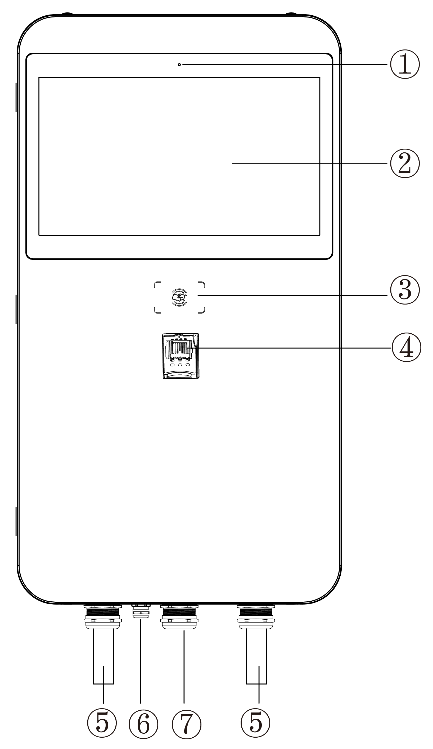 ①
②
③
④
⑤ ⑥ ⑦ ⑤